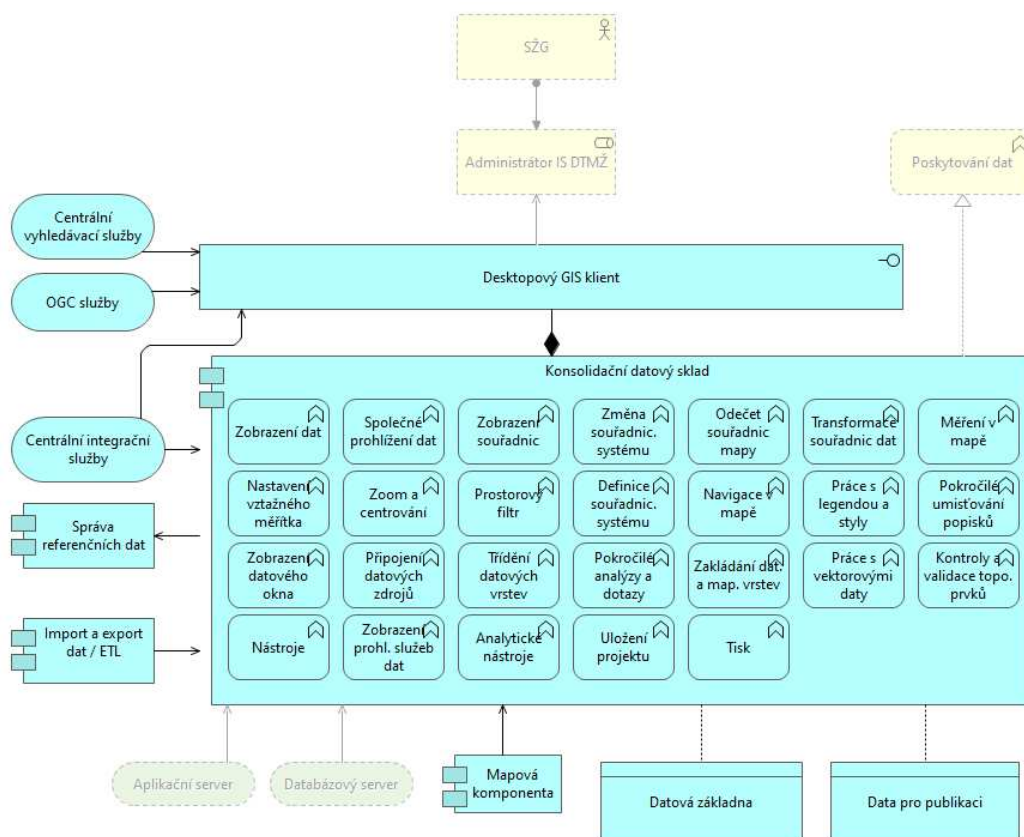 SŽG
Administrátor IS DTMŽ
Poskytování dat
Centrální
vyhledávací služby
OGC služby
Desktopový GIS klient
Konsolidační datový sklad
Centrální integrační
služby
Zobrazení dat
Společné
prohlížení dat
Zobrazení
souřadnic
Změna
souřadnic.
systému
Odečet
souřadnic
mapy
Transformace
souřadnic dat
Měření v
mapě
Nastavení
vztažného
měřítka
Zoom a
centrování
Prostorový
filtr
Definice
souřadnic.
systému
Navigace v
mapě
Práce s
legendou a
styly
Pokročilé
umisťování
popisků
Správa
referenčních dat
Zobrazení
datového
okna
Připojení
datových
zdrojů
Třídění
datových
vrstev
Pokročilé
analýzy a
dotazy
Zakládání dat.
a map. vrstev
Práce s
vektorovými
daty
Kontroly a
validace topo.
prvků
Import a export
dat / ETL
Nástroje
Zobrazení
prohl. služeb
dat
Analytické
nástroje
Uložení
projektu
Tisk
Aplikační server
Databázový server
Mapová
komponenta
Datová základna
Data pro publikaci